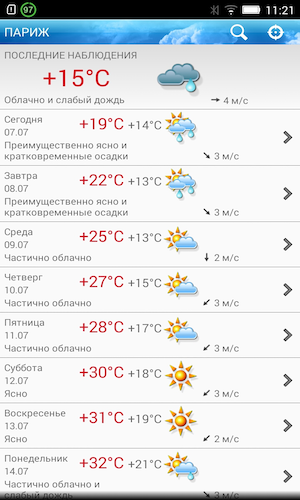 97 11:21
ПАРИЖ
ПОСЛЕДНИЕ НАБЛЮДЕНИЯ
+15°C
Облачно и слабый дождь 4 м/с
Сегодня
07.07
+19°C +14°C
Преимущественно ясно и
кратковременные осадки 3 м/с
Завтра
08.07
+22°C +13°C
Преимущественно ясно и
кратковременные осадки 3 м/с
Среда
09.07
+25°C +13°C
Частично облачно 2 м/с
Четверг
10.07
+27°C +15°C
Частично облачно 3 м/с
Пятница
11.07
+28°C +17°C
Частично облачно 3 м/с
Суббота
12.07
+30°C +18°C
Ясно 3 м/с
Воскресенье
13.07
+31°C +19°C
Ясно 2 м/с
Понедельник
14.07
+32°C +21°C
Частично облачно и
слабый дождь 3 м/с